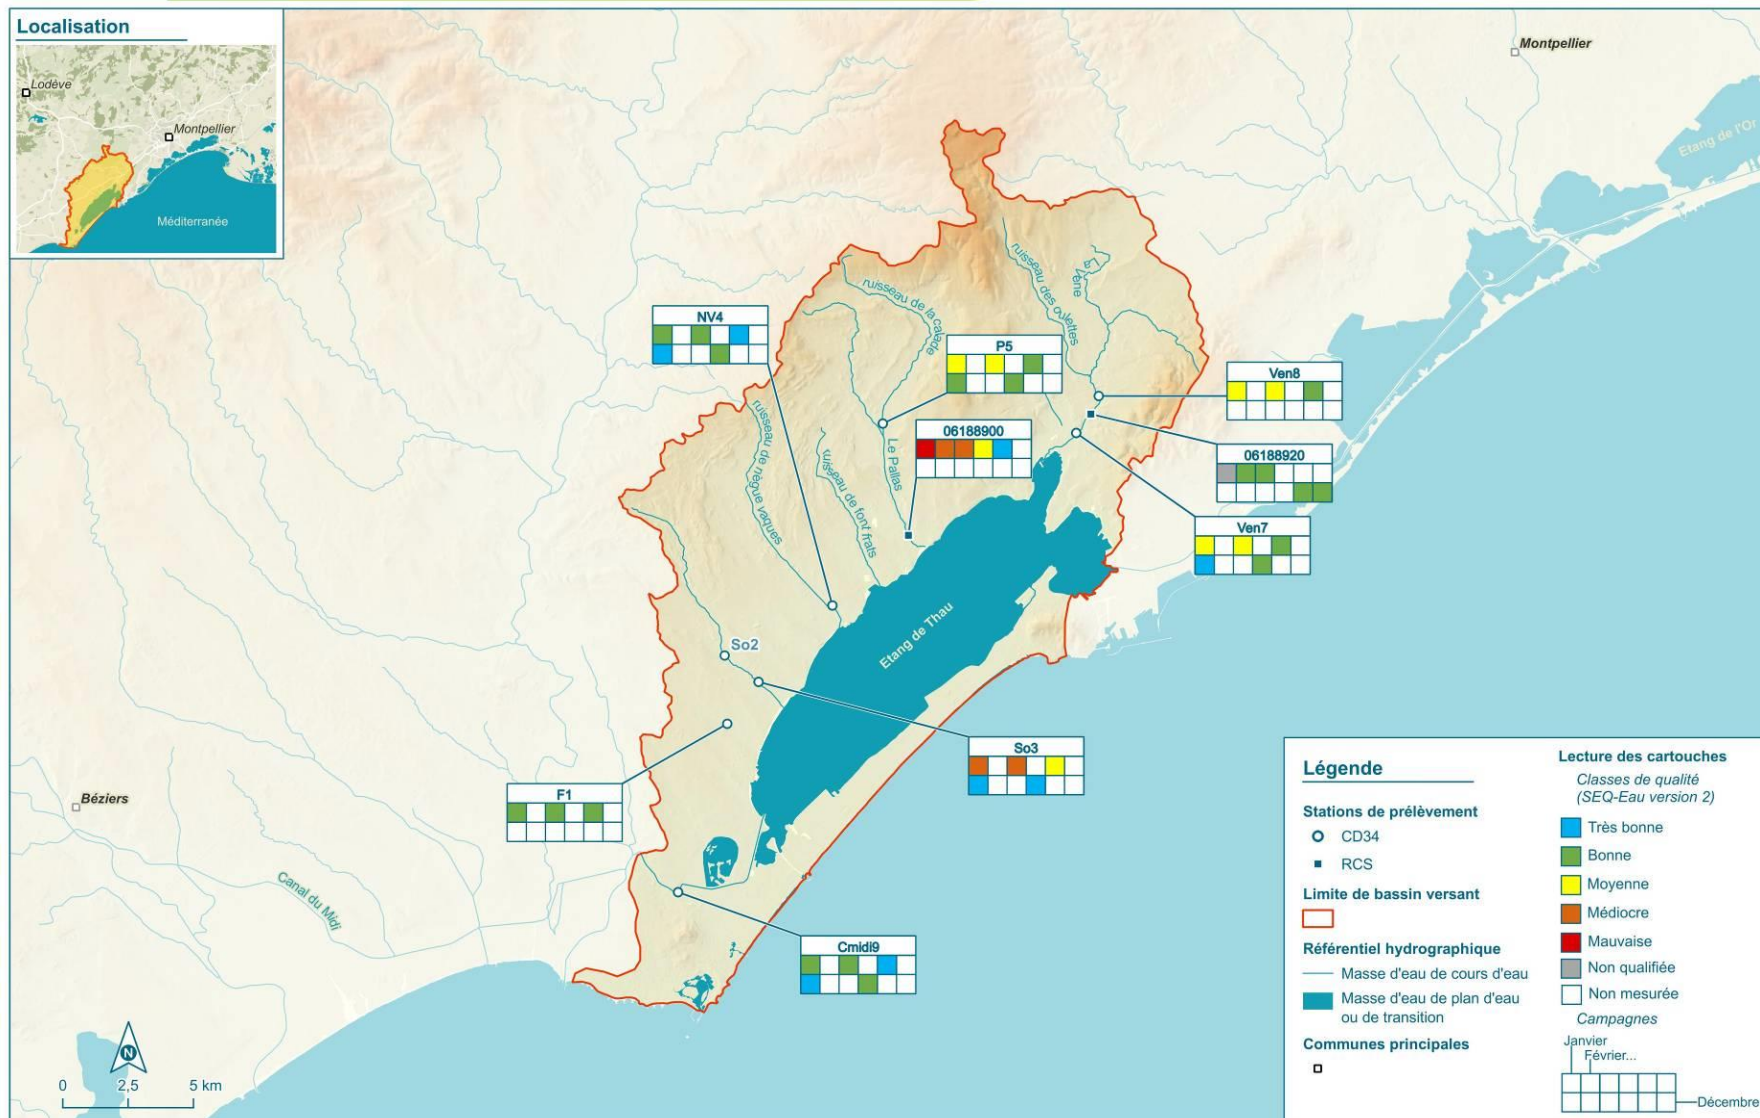 Localisation
Lodève
Montpellier
Méditerranée
Montpellier
Etang de l'Or
ruisseau des oulettes
La Vène
ruisseau de la calade
NV4
P5
Ven8
06188900
Le Pallas
06188920
Ven7
ruisseau de nègue vaques
ruisseau de font frats
Etang de Thau
So2
So3
F1
Béziers
Canal du Midi
Cmidi9
N
0 2,5 5 km
Légende
Stations de prélèvement
CD34
RCS
Limite de bassin versant
Référentiel hydrographique
Masse d'eau de cours d'eau
Masse d'eau de plan d'eau
ou de transition
Communes principales
Lecture des cartouches
Classes de qualité
(SEQ-Eau version 2)
Très bonne
Bonne
Moyenne
Médiocre
Mauvaise
Non qualifiée
Non mesurée
Campagnes
Janvier
Février...
Décembre